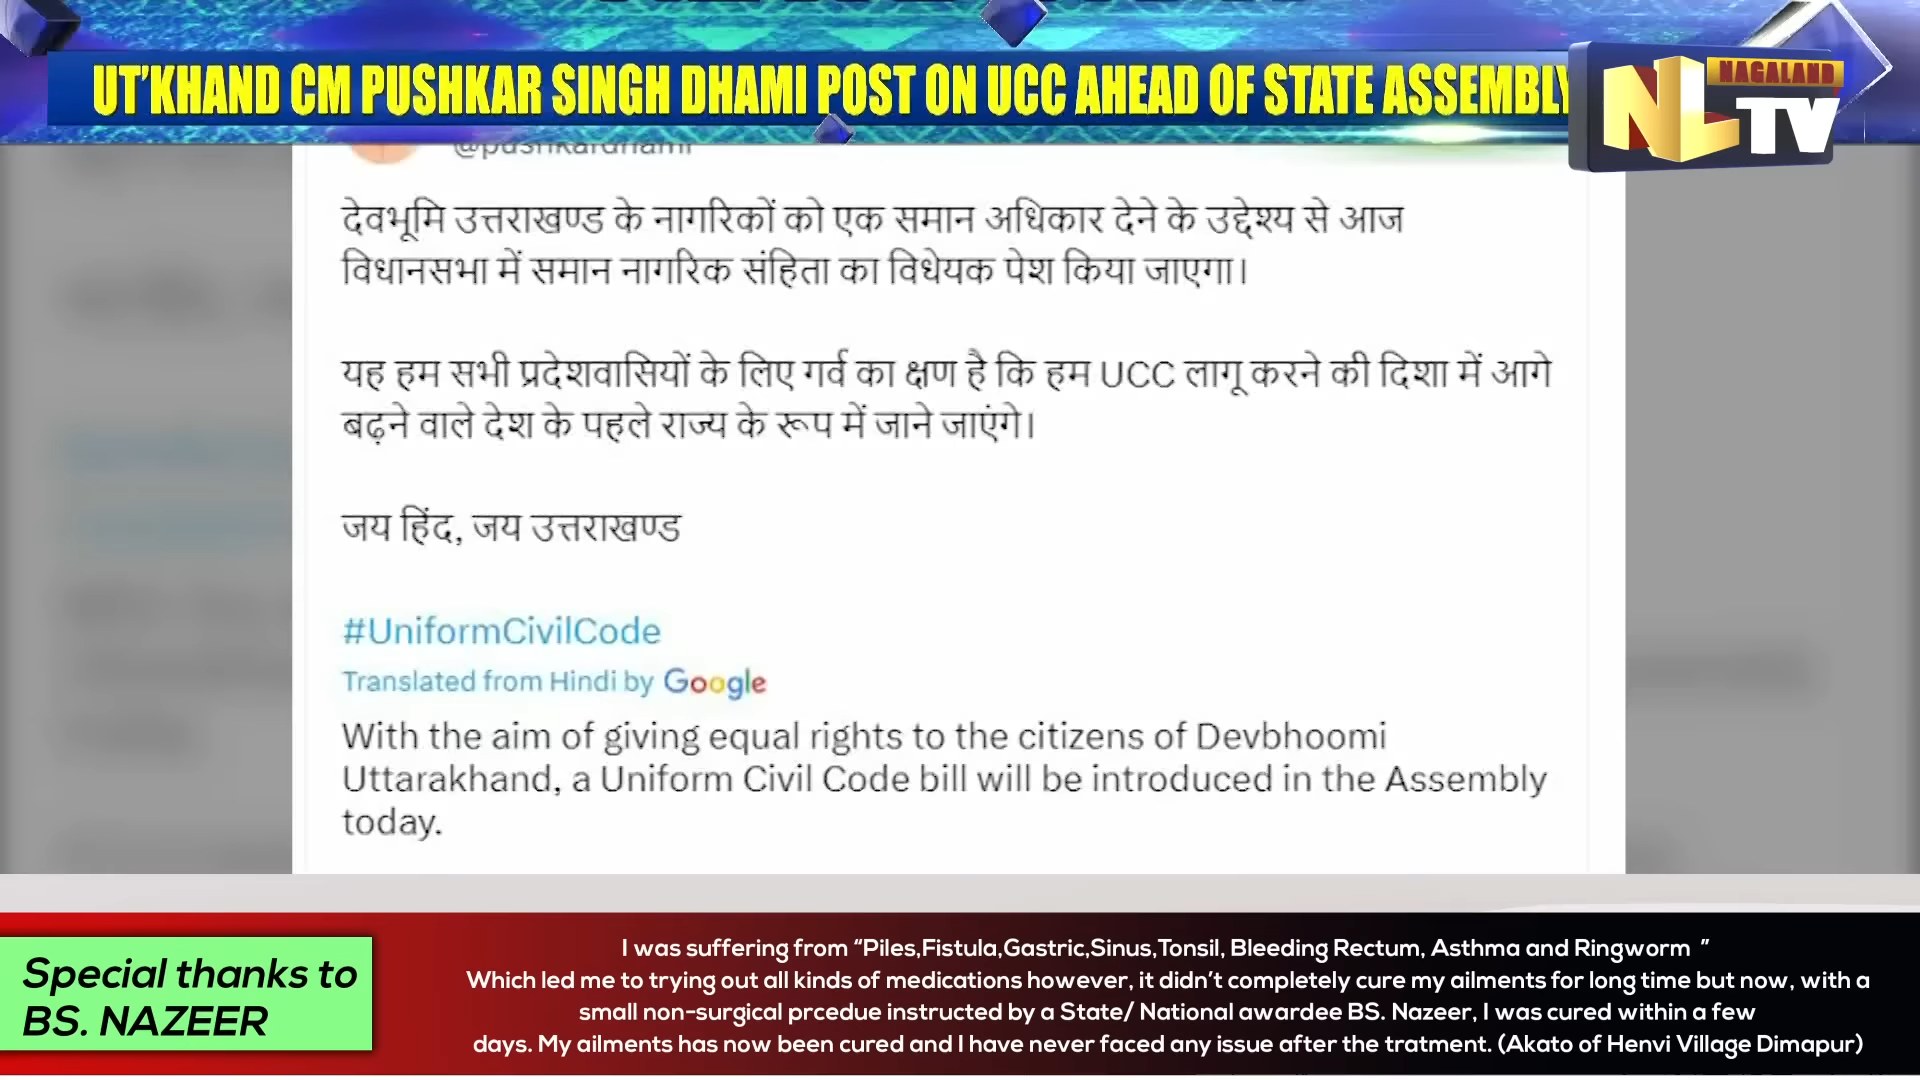 UT'KHAND CM PUSHKAR SINGH DHAMI POST ON UCC AHEAD OF STATE ASSEMBLY
NAGALAND
NL TV
@pushkardhami
देवभूमि उत्तराखण्ड के नागरिकों को एक समान अधिकार देने के उद्देश्य से आज
विधानसभा में समान नागरिक संहिता का विधेयक पेश किया जाएगा।
यह हम सभी प्रदेशवासियों के लिए गर्व का क्षण है कि हम UCC लागू करने की दिशा में आगे
बढ़ने वाले देश के पहले राज्य के रूप में जाने जाएंगे।
जय हिंद, जय उत्तराखण्ड
#UniformCivilCode
Translated from Hindi by Google
With the aim of giving equal rights to the citizens of Devbhoomi
Uttarakhand, a Uniform Civil Code bill will be introduced in the Assembly
today.
Special thanks to
BS. NAZEER
I was suffering from “Piles,Fistula,Gastric,Sinus,Tonsil, Bleeding Rectum, Asthma and Ringworm ”
Which led me to trying out all kinds of medications however, it didn’t completely cure my ailments for long time but now, with a
small non-surgical prcedue instructed by a State/ National awardee BS. Nazeer, I was cured within a few
days. My ailments has now been cured and I have never faced any issue after the tratment. (Akato of Henvi Village Dimapur)